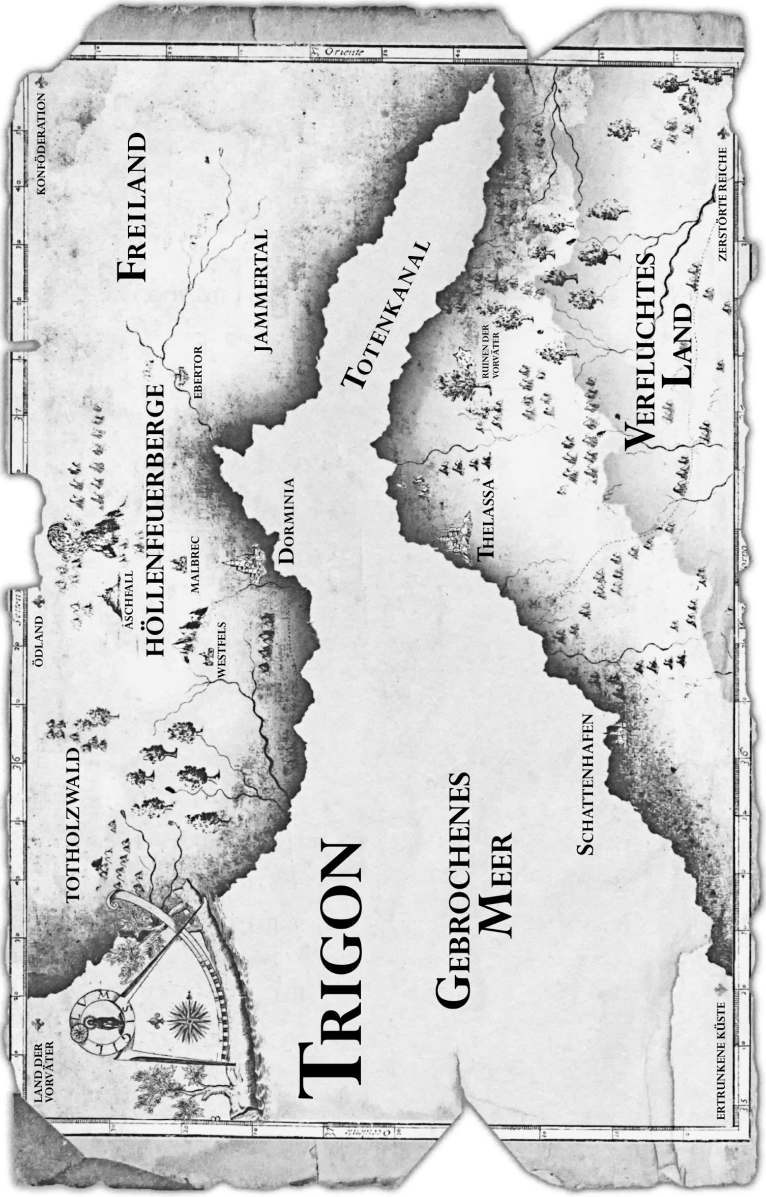 LAND DER
VORVÄTER
ÖDLAND
KONFÖDERATION
TOTHOLZWALD
ASCHFALL
FREILAND
HÖLLENFEUERBERGE
MALBREC
EBERTOR
WESTFELS
JAMMERTAL
DORMINIA
TRIGON
TOTENKANAL
GEBROCHENES
MEER
THELASSA
RUINEN DER
VORVÄTER
SCHATTENHAFEN
VERFLUCHTES
LAND
ERTRUNKENE KÜSTE
ZERSTÖRTE REICHE
Oriente